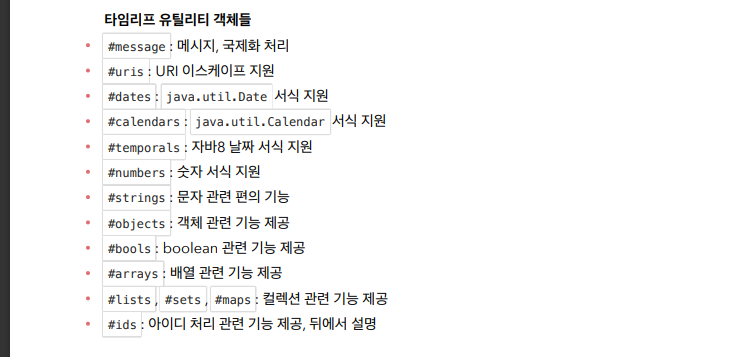 타임리프 유틸리티 객체들
#message : 메시지, 국제화 처리
#uris : URI 이스케이프 지원
#dates : java.util.Date 서식 지원
#calendars : java.util.Calendar 서식 지원
#temporals : 자바8 날짜 서식 지원
#numbers : 숫자 서식 지원
#strings : 문자 관련 편의 기능
#objects : 객체 관련 기능 제공
#bools : boolean 관련 기능 제공
#arrays : 배열 관련 기능 제공
#lists , #sets , #maps : 컬렉션 관련 기능 제공
#ids : 아이디 처리 관련 기능 제공, 뒤에서 설명